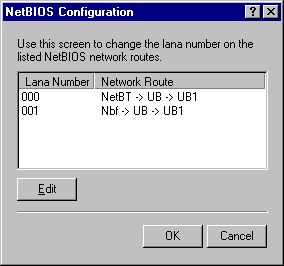 NetBIOS Configuration
Use this screen to change the lana number on the
listed NetBIOS network routes.
Lana Number Network Route
000 NetBT -> UB -> UB1
001 Nbf -> UB -> UB1
Edit
OK Cancel